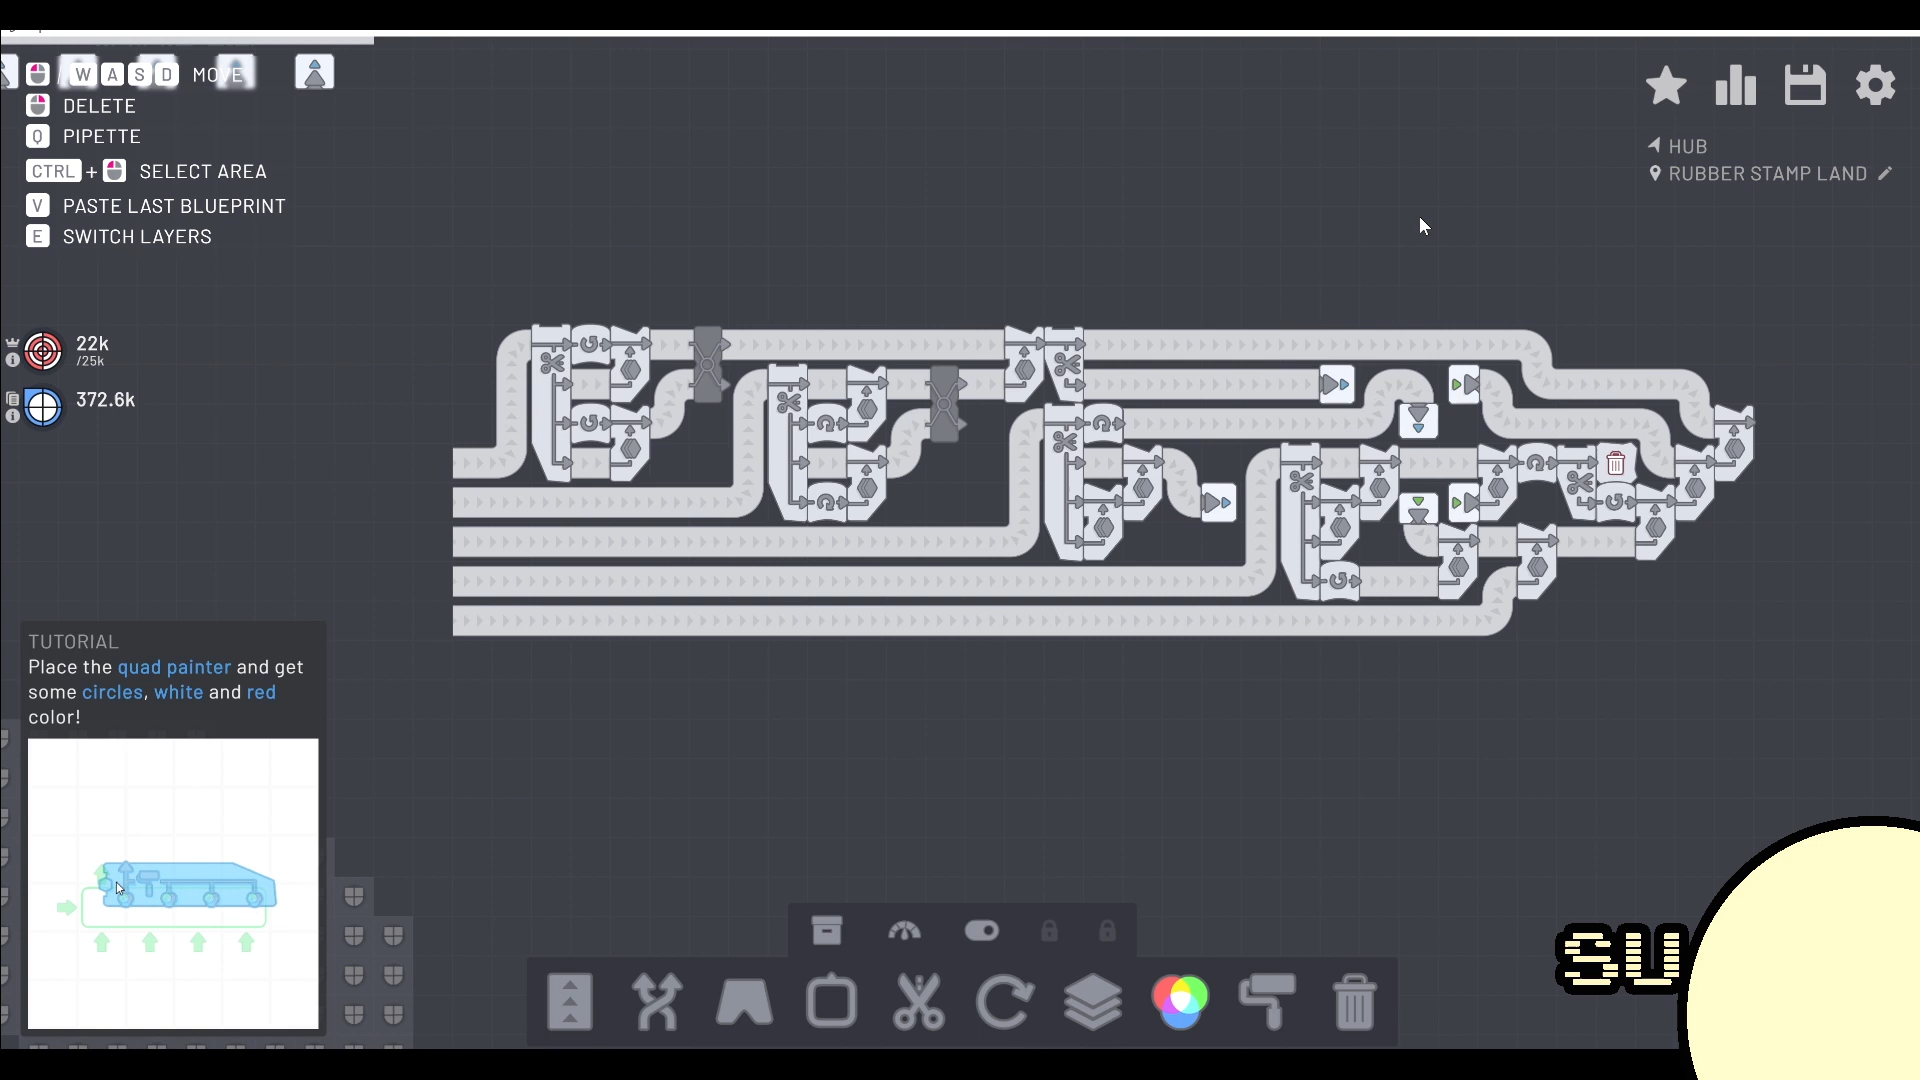 / W A S D MOVE
DELETE
Q PIPETTE
CTRL + SELECT AREA
V PASTE LAST BLUEPRINT
E SWITCH LAYERS
HUB
RUBBER STAMP LAND
22k
/25k
372.6k
TUTORIAL
Place the quad painter and get
some circles, white and red
color!
SU